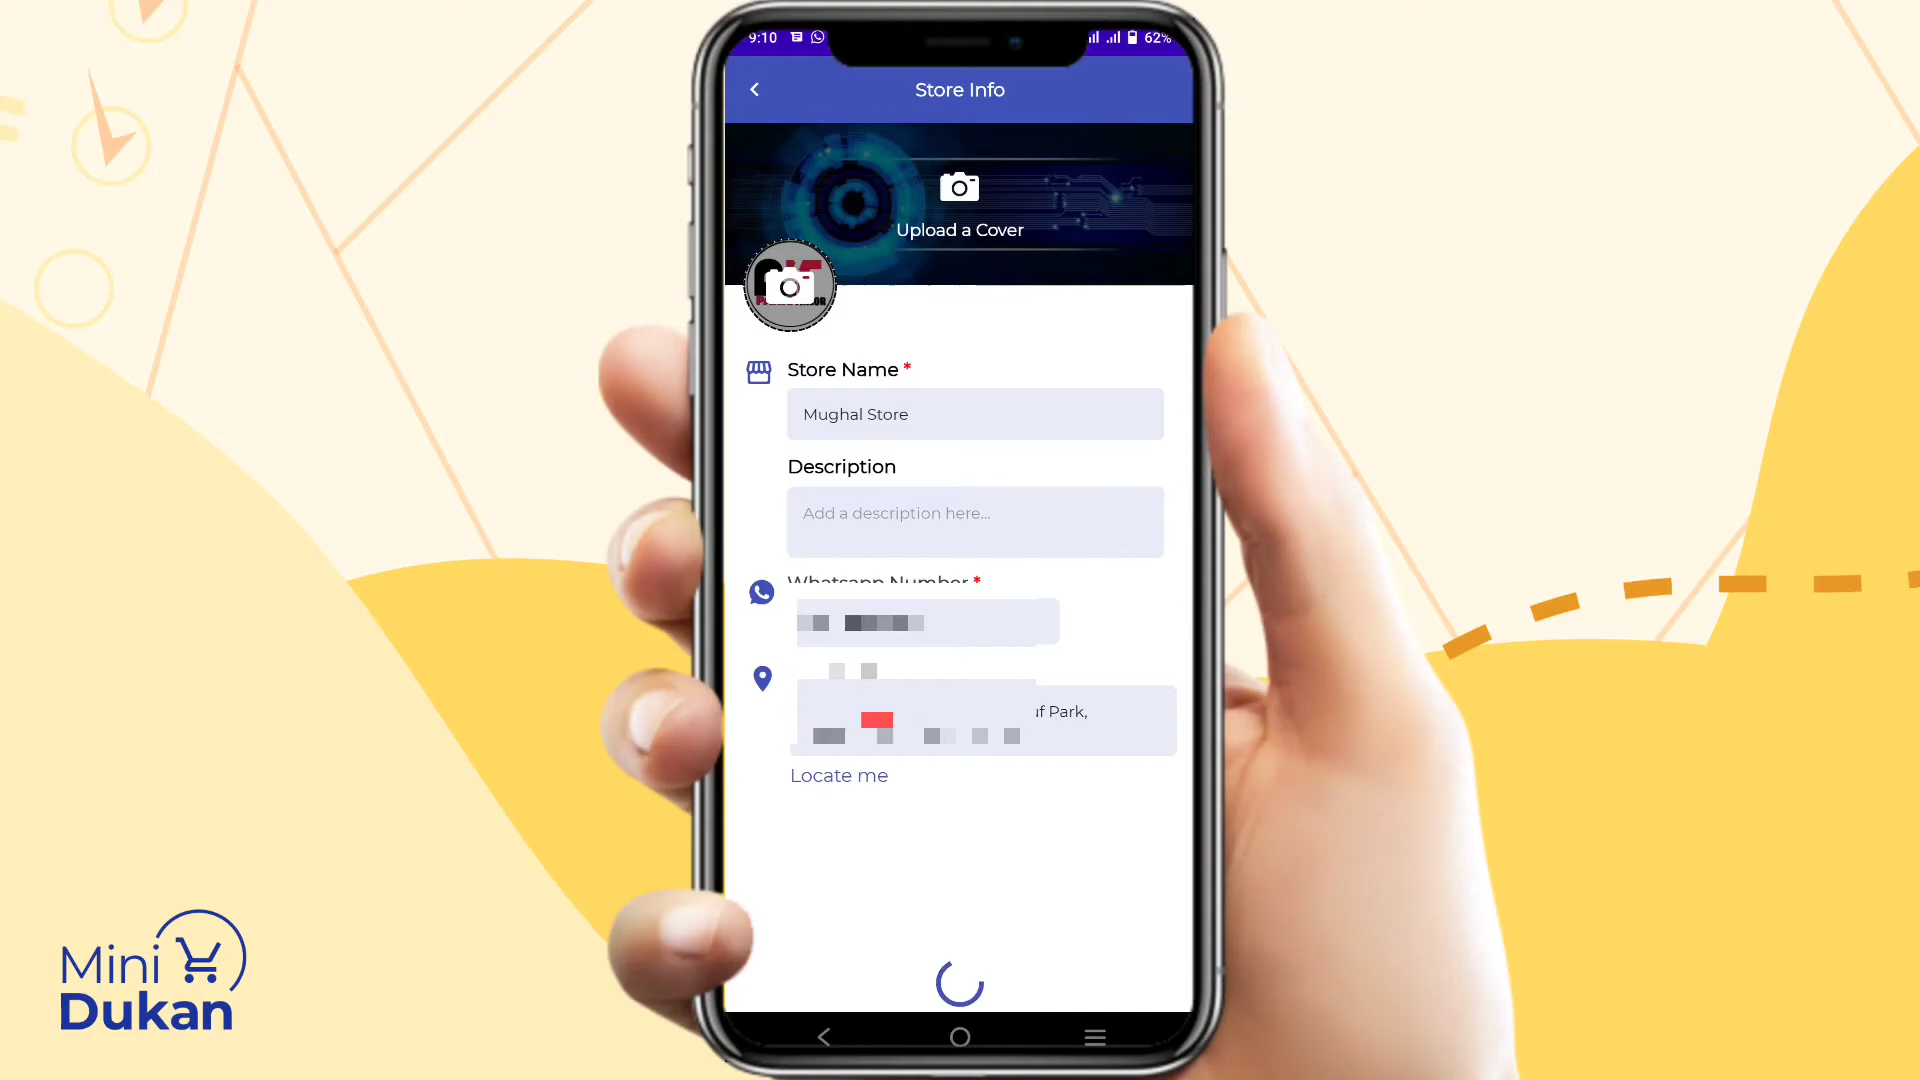 9:10 62%
Store Info
Upload a Cover
Store Name *
Mughal Store
Description
Add a description here...
Whatsapp Number *
uf Park,
Locate me
Mini
Dukan